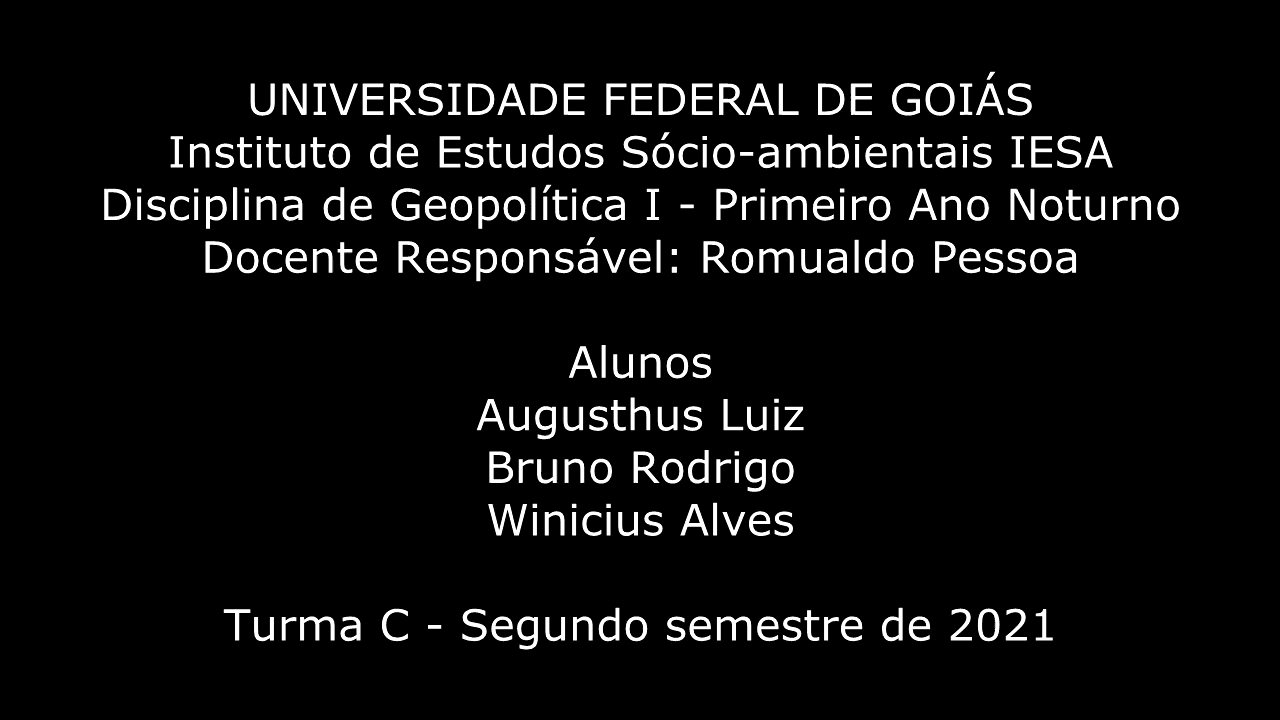 UNIVERSIDADE FEDERAL DE GOIÁS
Instituto de Estudos Sócio-ambientais IESA
Disciplina de Geopolítica I - Primeiro Ano Noturno
Docente Responsável: Romualdo Pessoa
Alunos
Augusthus Luiz
Bruno Rodrigo
Winicius Alves
Turma C - Segundo semestre de 2021